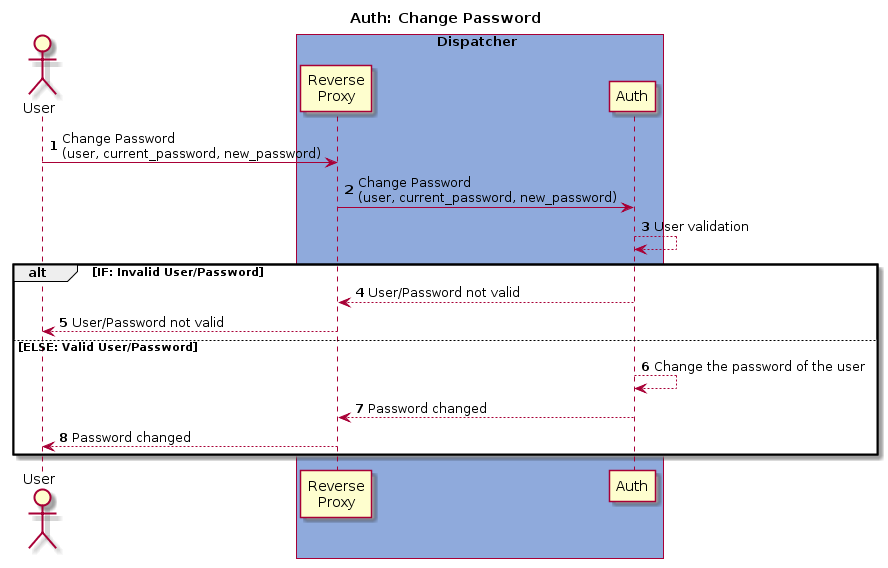 Auth: Change Password
Dispatcher
User
Reverse
Proxy
Auth
1 Change Password
(user, current_password, new_password)
2 Change Password
(user, current_password, new_password)
3 User validation
alt [IF: Invalid User/Password]
4 User/Password not valid
5 User/Password not valid
[ELSE: Valid User/Password]
6 Change the password of the user
7 Password changed
8 Password changed
User
Reverse
Proxy
Auth